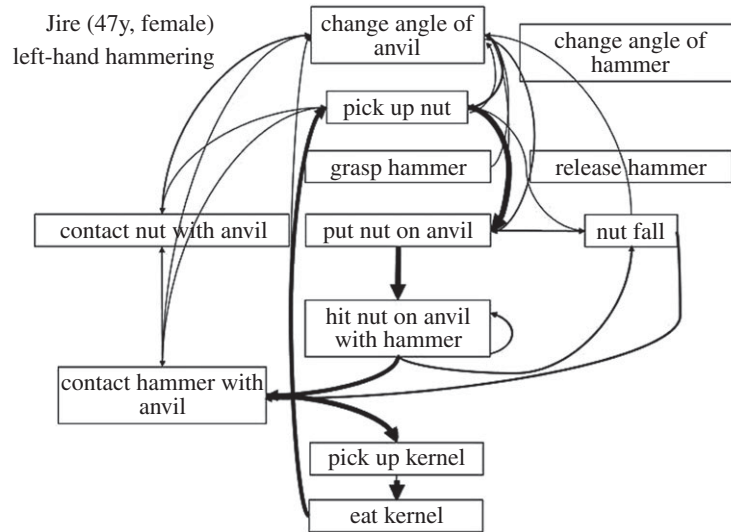 Jire (47y, female)
left-hand hammering
change angle of
anvil
change angle of
hammer
pick up nut
grasp hammer
release hammer
contact nut with anvil
put nut on anvil
nut fall
hit nut on anvil
with hammer
contact hammer with
anvil
pick up kernel
eat kernel